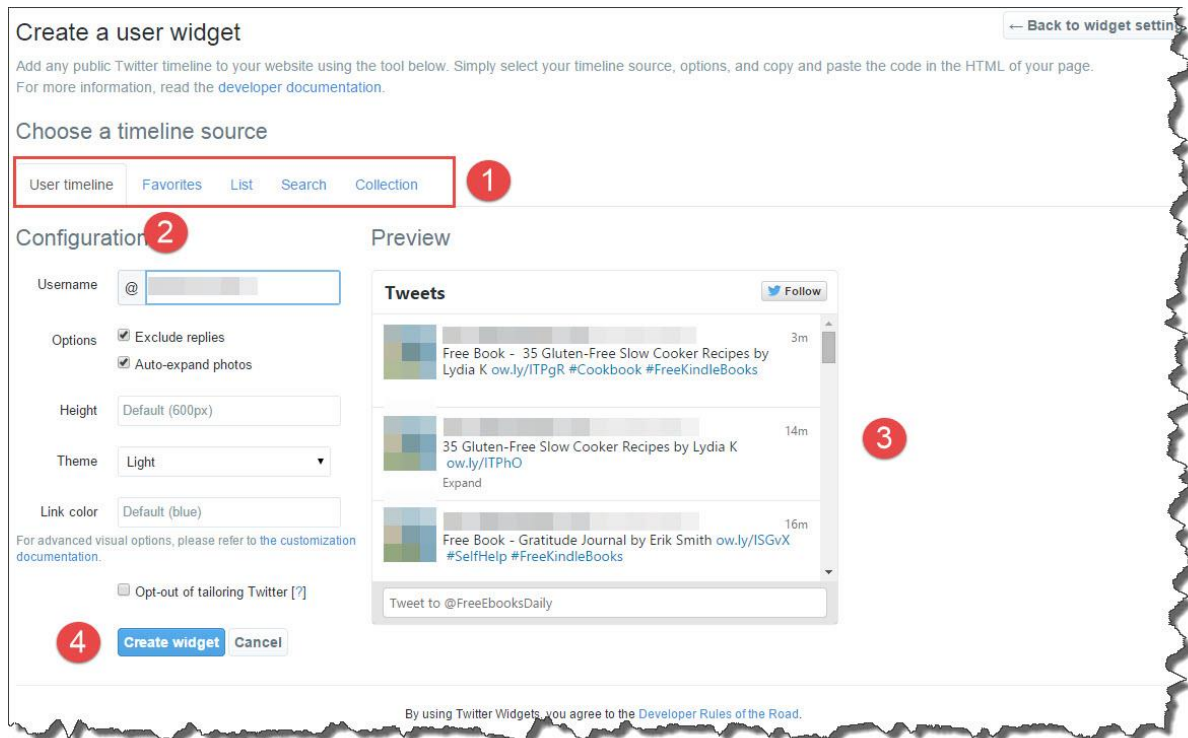 Create a user widget
← Back to widget setting
Add any public Twitter timeline to your website using the tool below. Simply select your timeline source, options, and copy and paste the code in the HTML of your page.
For more information, read the developer documentation.
Choose a timeline source
User timeline Favorites List Search Collection
1
Configuration
2
Username
@
Options
Exclude replies
Auto-expand photos
Height
Default (600px)
Theme
Light
Link color
Default (blue)
For advanced visual options, please refer to the customization
documentation.
Opt-out of tailoring Twitter [?]
4
Create widget Cancel
Preview
Tweets
Follow
3m
Free Book - 35 Gluten-Free Slow Cooker Recipes by
Lydia K ow.ly/ITPgR #Cookbook #FreeKindleBooks
14m
35 Gluten-Free Slow Cooker Recipes by Lydia K
ow.ly/ITPhO
Expand
16m
Free Book - Gratitude Journal by Erik Smith ow.ly/ISGvX
#SelfHelp #FreeKindleBooks
Tweet to @FreeEbooksDaily
3
By using Twitter Widgets, you agree to the Developer Rules of the Road.